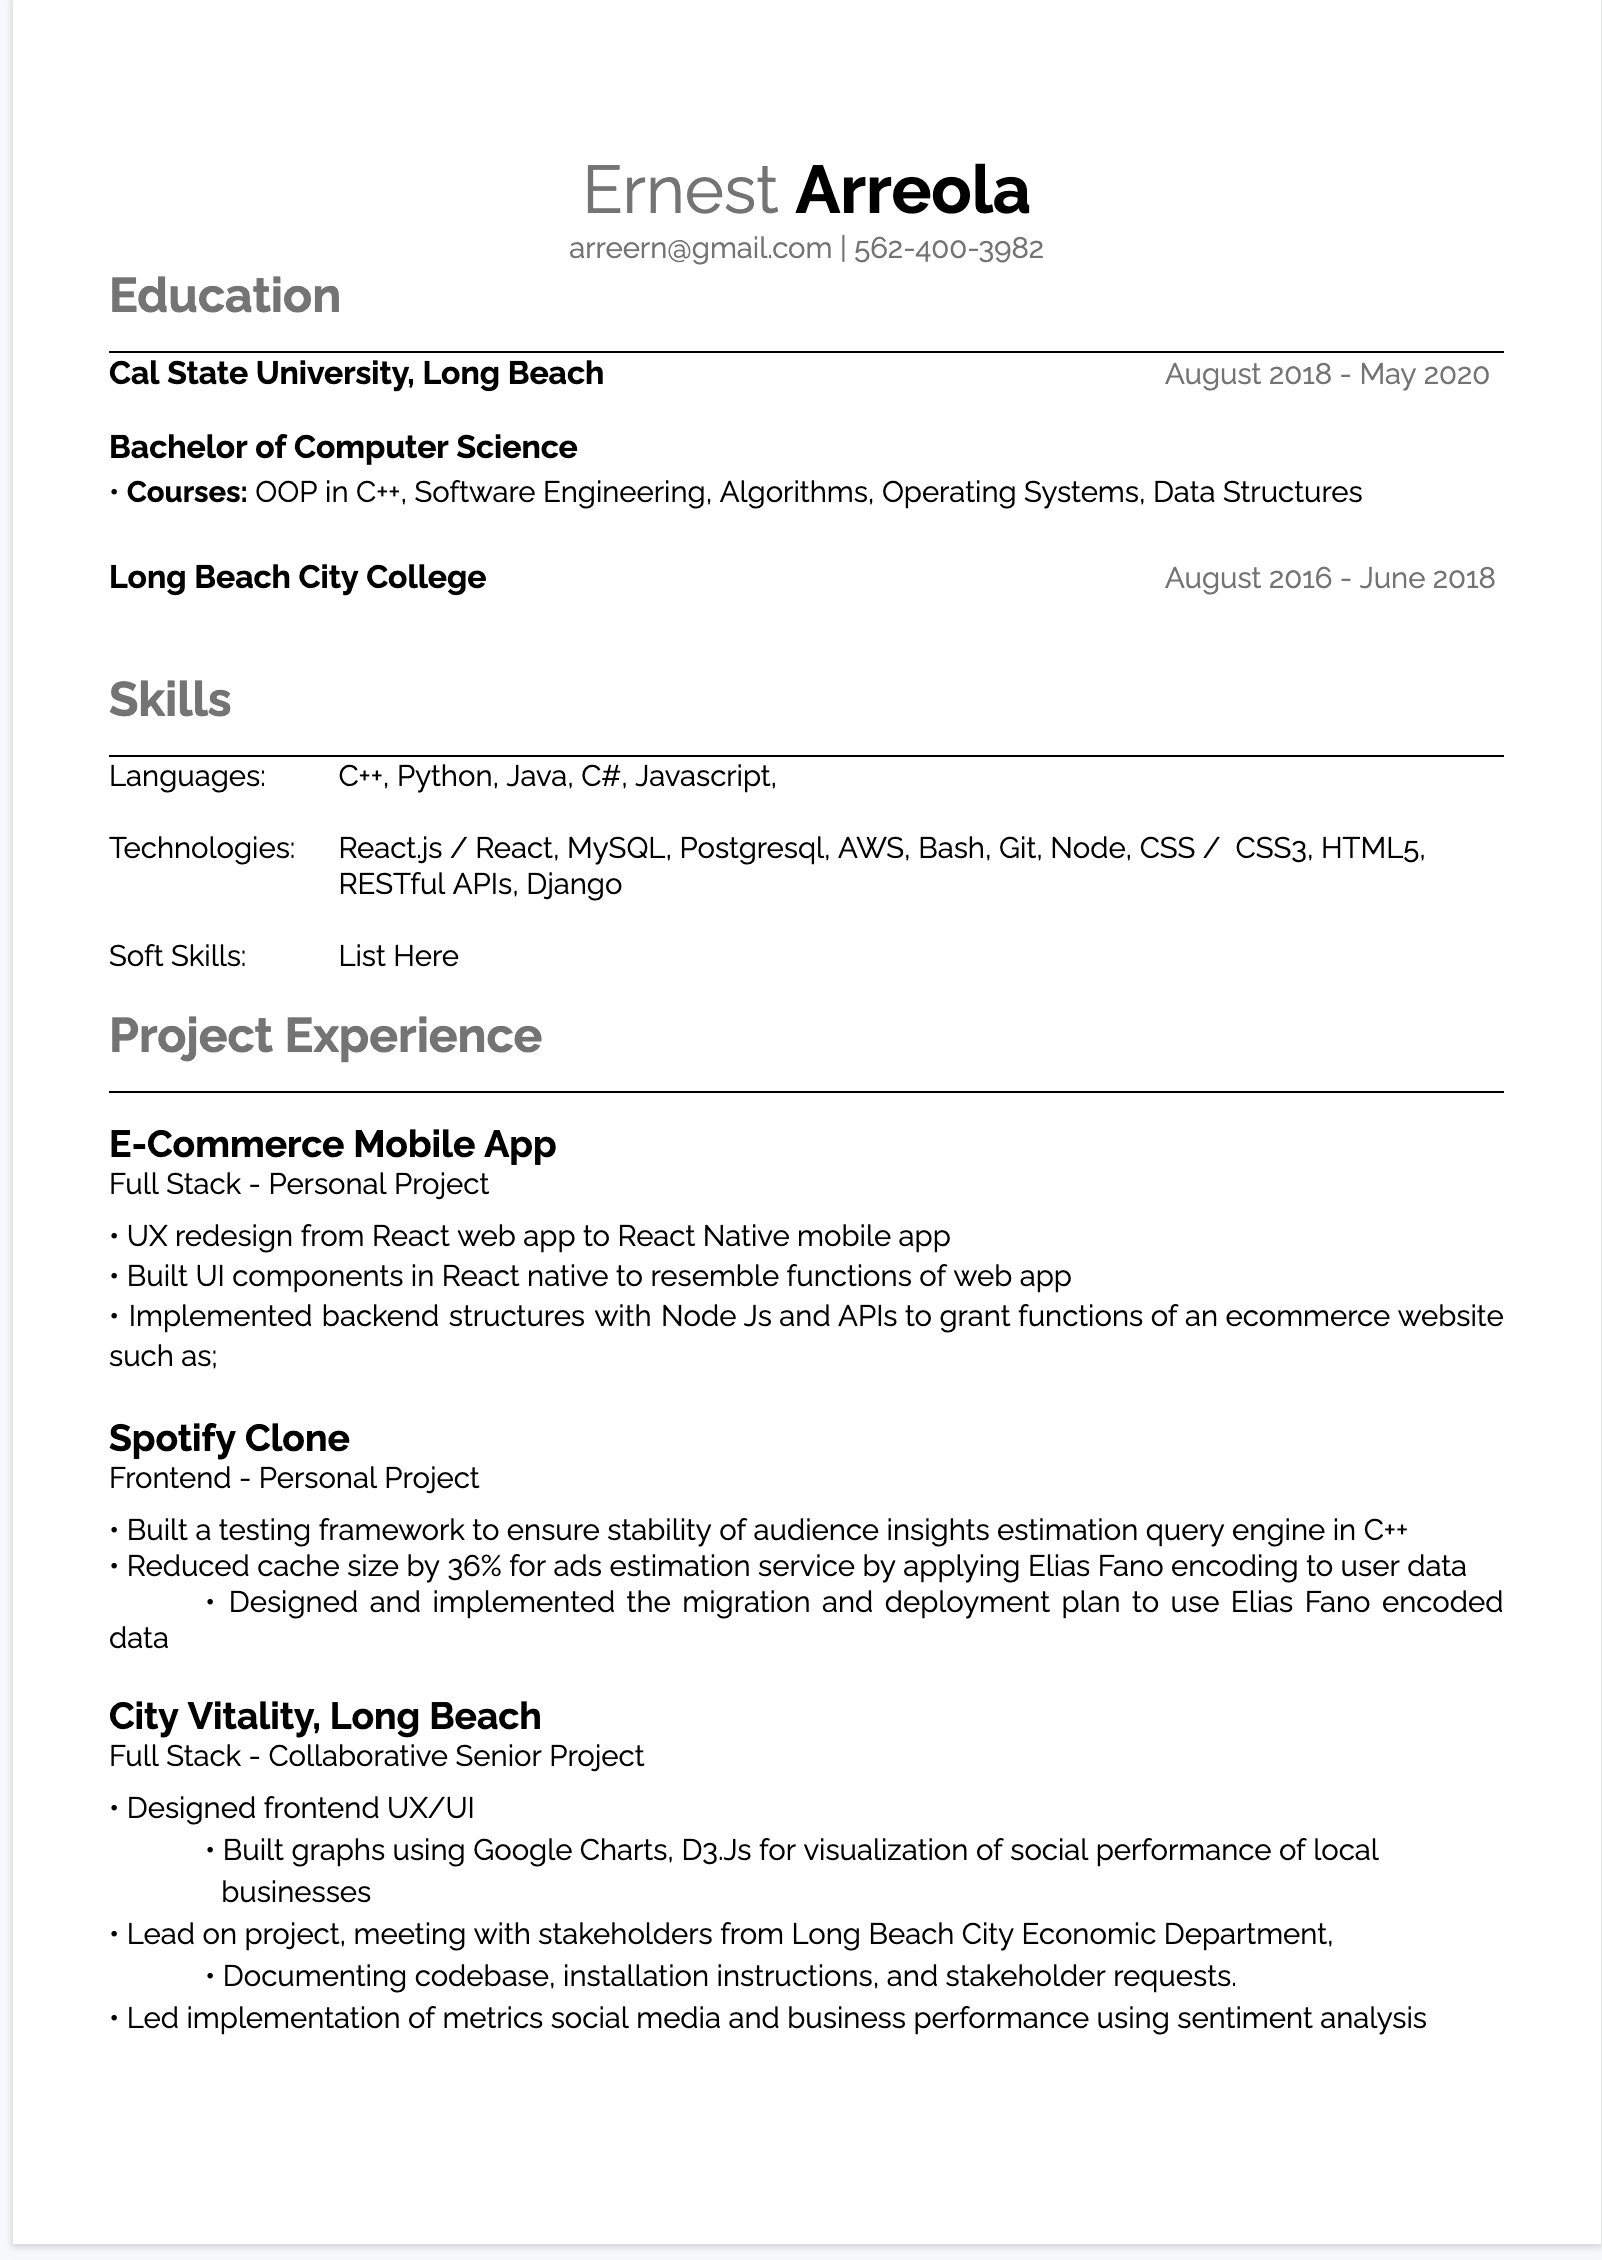 Ernest Arreola
arreern@gmail.com | 562-400-3982
Education
Cal State University, Long Beach August 2018 - May 2020
Bachelor of Computer Science
• Courses: OOP in C++, Software Engineering, Algorithms, Operating Systems, Data Structures
Long Beach City College August 2016 - June 2018
Skills
Languages: C++, Python, Java, C#, Javascript,
Technologies: React.js / React, MySQL, Postgresql, AWS, Bash, Git, Node, CSS / CSS3, HTML5,
RESTful APIs, Django
Soft Skills: List Here
Project Experience
E-Commerce Mobile App
Full Stack - Personal Project
• UX redesign from React web app to React Native mobile app
• Built UI components in React native to resemble functions of web app
• Implemented backend structures with Node Js and APIs to grant functions of an ecommerce website
such as;
Spotify Clone
Frontend - Personal Project
• Built a testing framework to ensure stability of audience insights estimation query engine in C++
• Reduced cache size by 36% for ads estimation service by applying Elias Fano encoding to user data
• Designed and implemented the migration and deployment plan to use Elias Fano encoded
data
City Vitality, Long Beach
Full Stack - Collaborative Senior Project
• Designed frontend UX/UI
• Built graphs using Google Charts, D3.Js for visualization of social performance of local
businesses
• Lead on project, meeting with stakeholders from Long Beach City Economic Department,
• Documenting codebase, installation instructions, and stakeholder requests.
• Led implementation of metrics social media and business performance using sentiment analysis